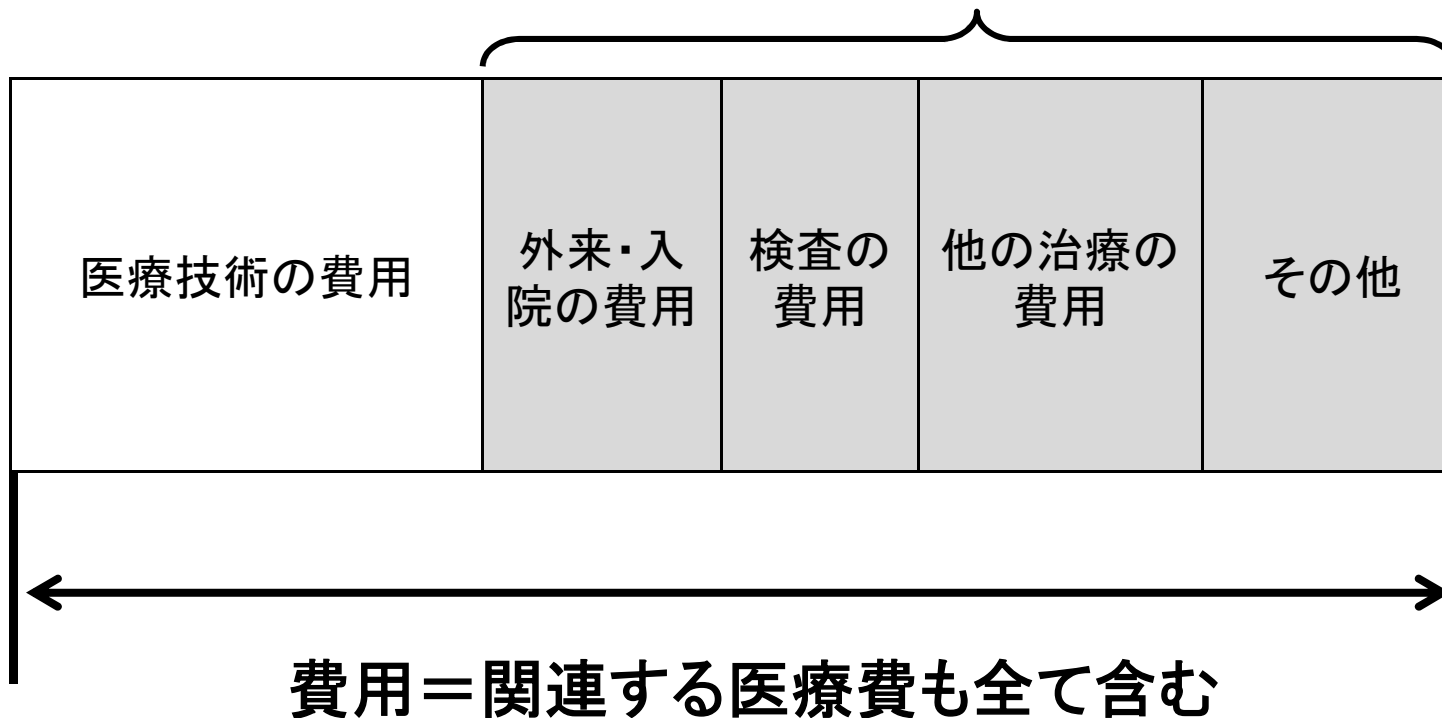 医療技術の費用
外来・入
院の費用
検査の
費用
他の治療の
費用
その他
費用＝関連する医療費も全て含む